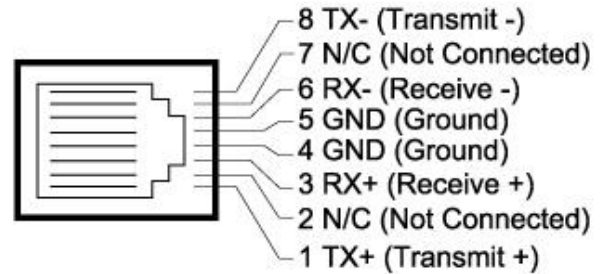 8 TX- (Transmit -)
7 N/C (Not Connected)
6 RX- (Receive -)
5 GND (Ground)
4 GND (Ground)
3 RX+ (Receive +)
2 N/C (Not Connected)
1 TX+ (Transmit +)